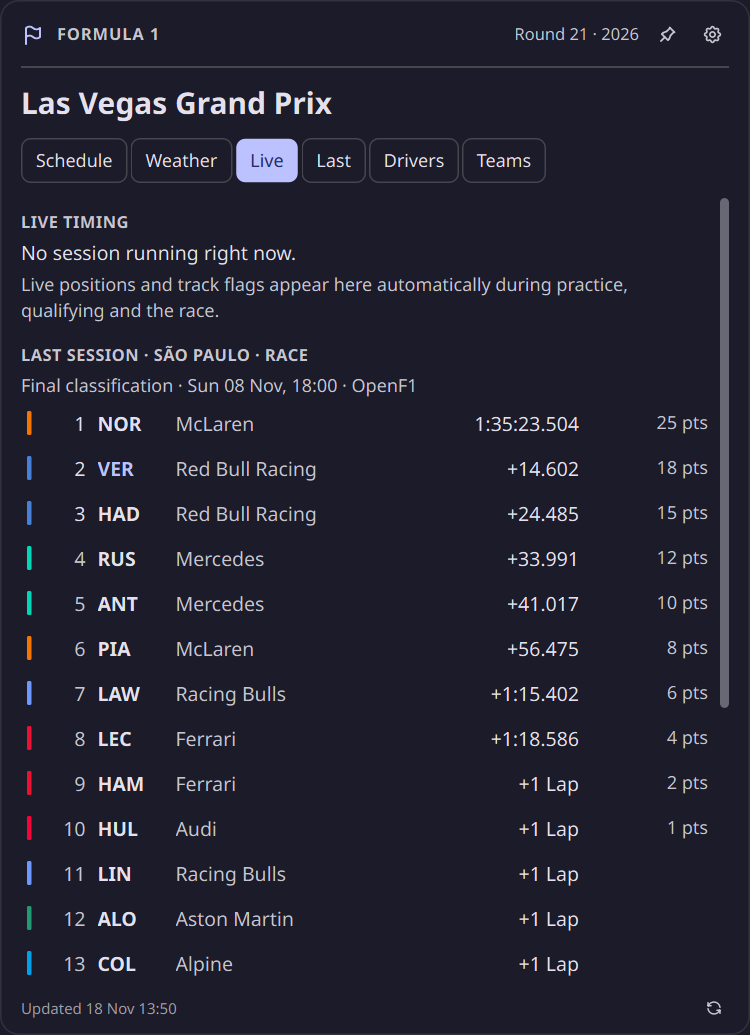 FORMULA 1 Round 21 · 2026
Las Vegas Grand Prix
Schedule Weather Live Last Drivers Teams
LIVE TIMING
No session running right now.
Live positions and track flags appear here automatically during practice,
qualifying and the race.
LAST SESSION · SÃO PAULO · RACE
Final classification · Sun 08 Nov, 18:00 · OpenF1
1 NOR McLaren 1:35:23.504 25 pts
2 VER Red Bull Racing +14.602 18 pts
3 HAD Red Bull Racing +24.485 15 pts
4 RUS Mercedes +33.991 12 pts
5 ANT Mercedes +41.017 10 pts
6 PIA McLaren +56.475 8 pts
7 LAW Racing Bulls +1:15.402 6 pts
8 LEC Ferrari +1:18.586 4 pts
9 HAM Ferrari +1 Lap 2 pts
10 HUL Audi +1 Lap 1 pts
11 LIN Racing Bulls +1 Lap
12 ALO Aston Martin +1 Lap
13 COL Alpine +1 Lap
Updated 18 Nov 13:50